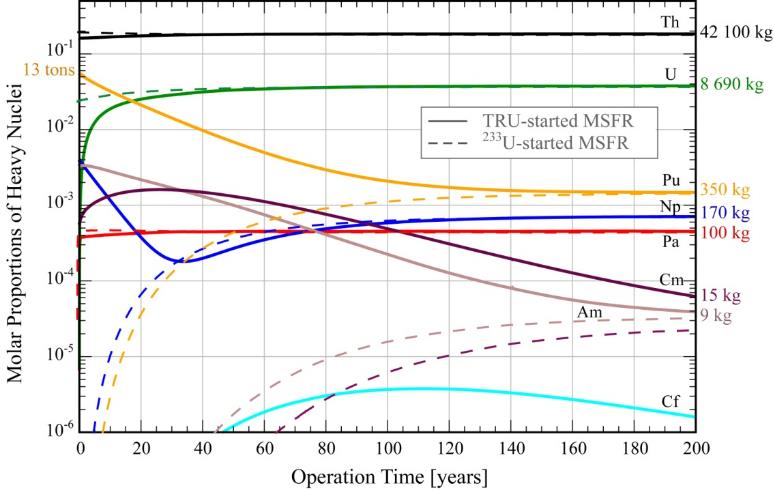 Molar Proportions of Heavy Nuclei
10⁻¹
10⁻²
10⁻³
10⁻⁴
10⁻⁵
10⁻⁶
13 tons
TRU-started MSFR
²³³U-started MSFR
Th
42 100 kg
U
8 690 kg
Pu
350 kg
Np
170 kg
Pa
100 kg
Cm
15 kg
Am
9 kg
Cf
0 20 40 60 80 100 120 140 160 180 200
Operation Time [years]